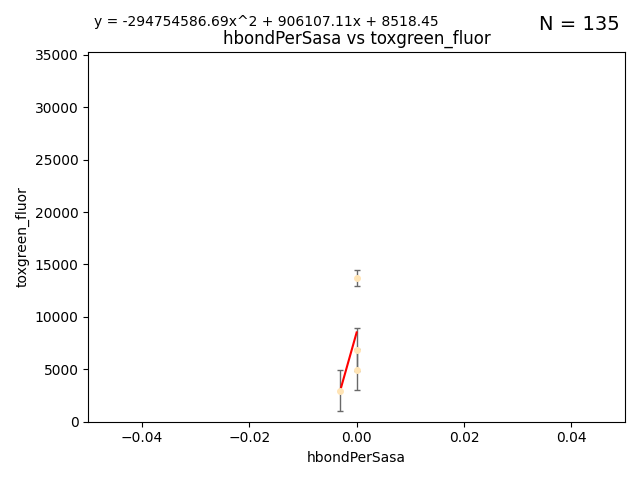 y = -294754586.69x^2 + 906107.11x + 8518.45
N = 135
hbondPerSasa vs toxgreen_fluor
35000
30000
25000
20000
15000
10000
5000
0
toxgreen_fluor
−0.04
−0.02
0.00
0.02
0.04
hbondPerSasa